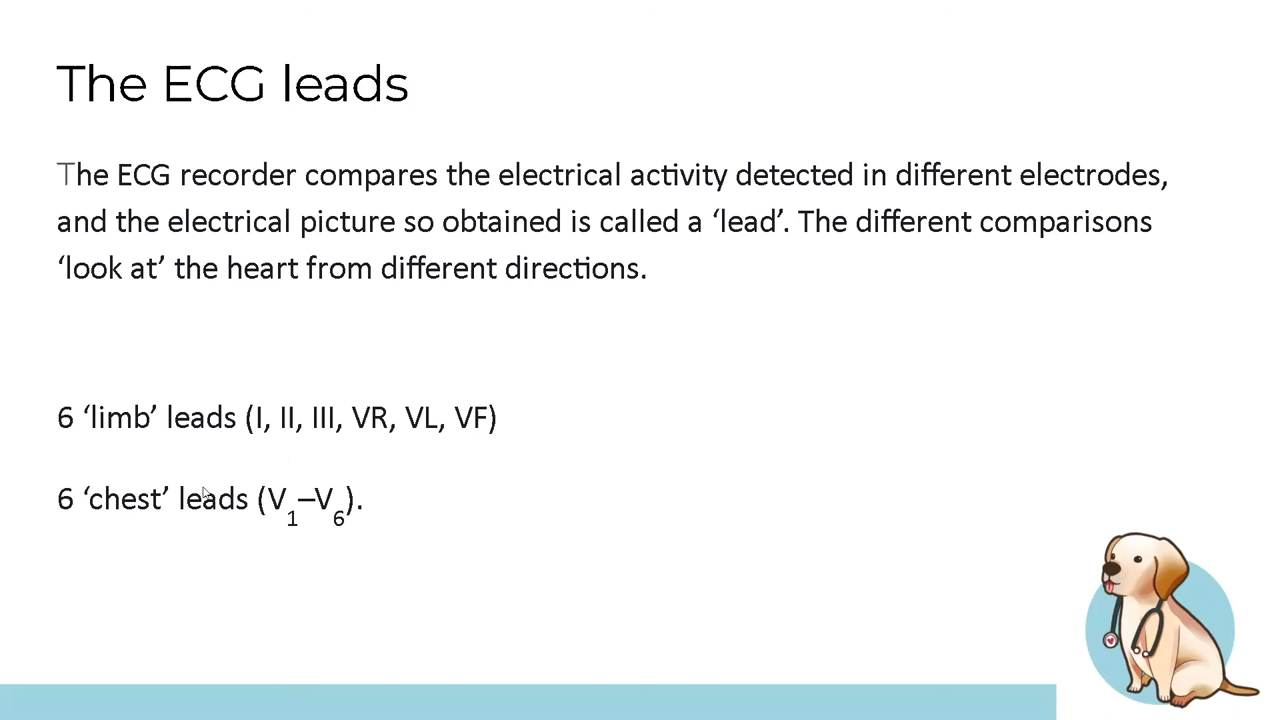 The ECG leads
The ECG recorder compares the electrical activity detected in different electrodes,
and the electrical picture so obtained is called a ‘lead’. The different comparisons
‘look at’ the heart from different directions.
6 ‘limb’ leads (I, II, III, VR, VL, VF)
6 ‘chest’ leads (V₁–V₆).